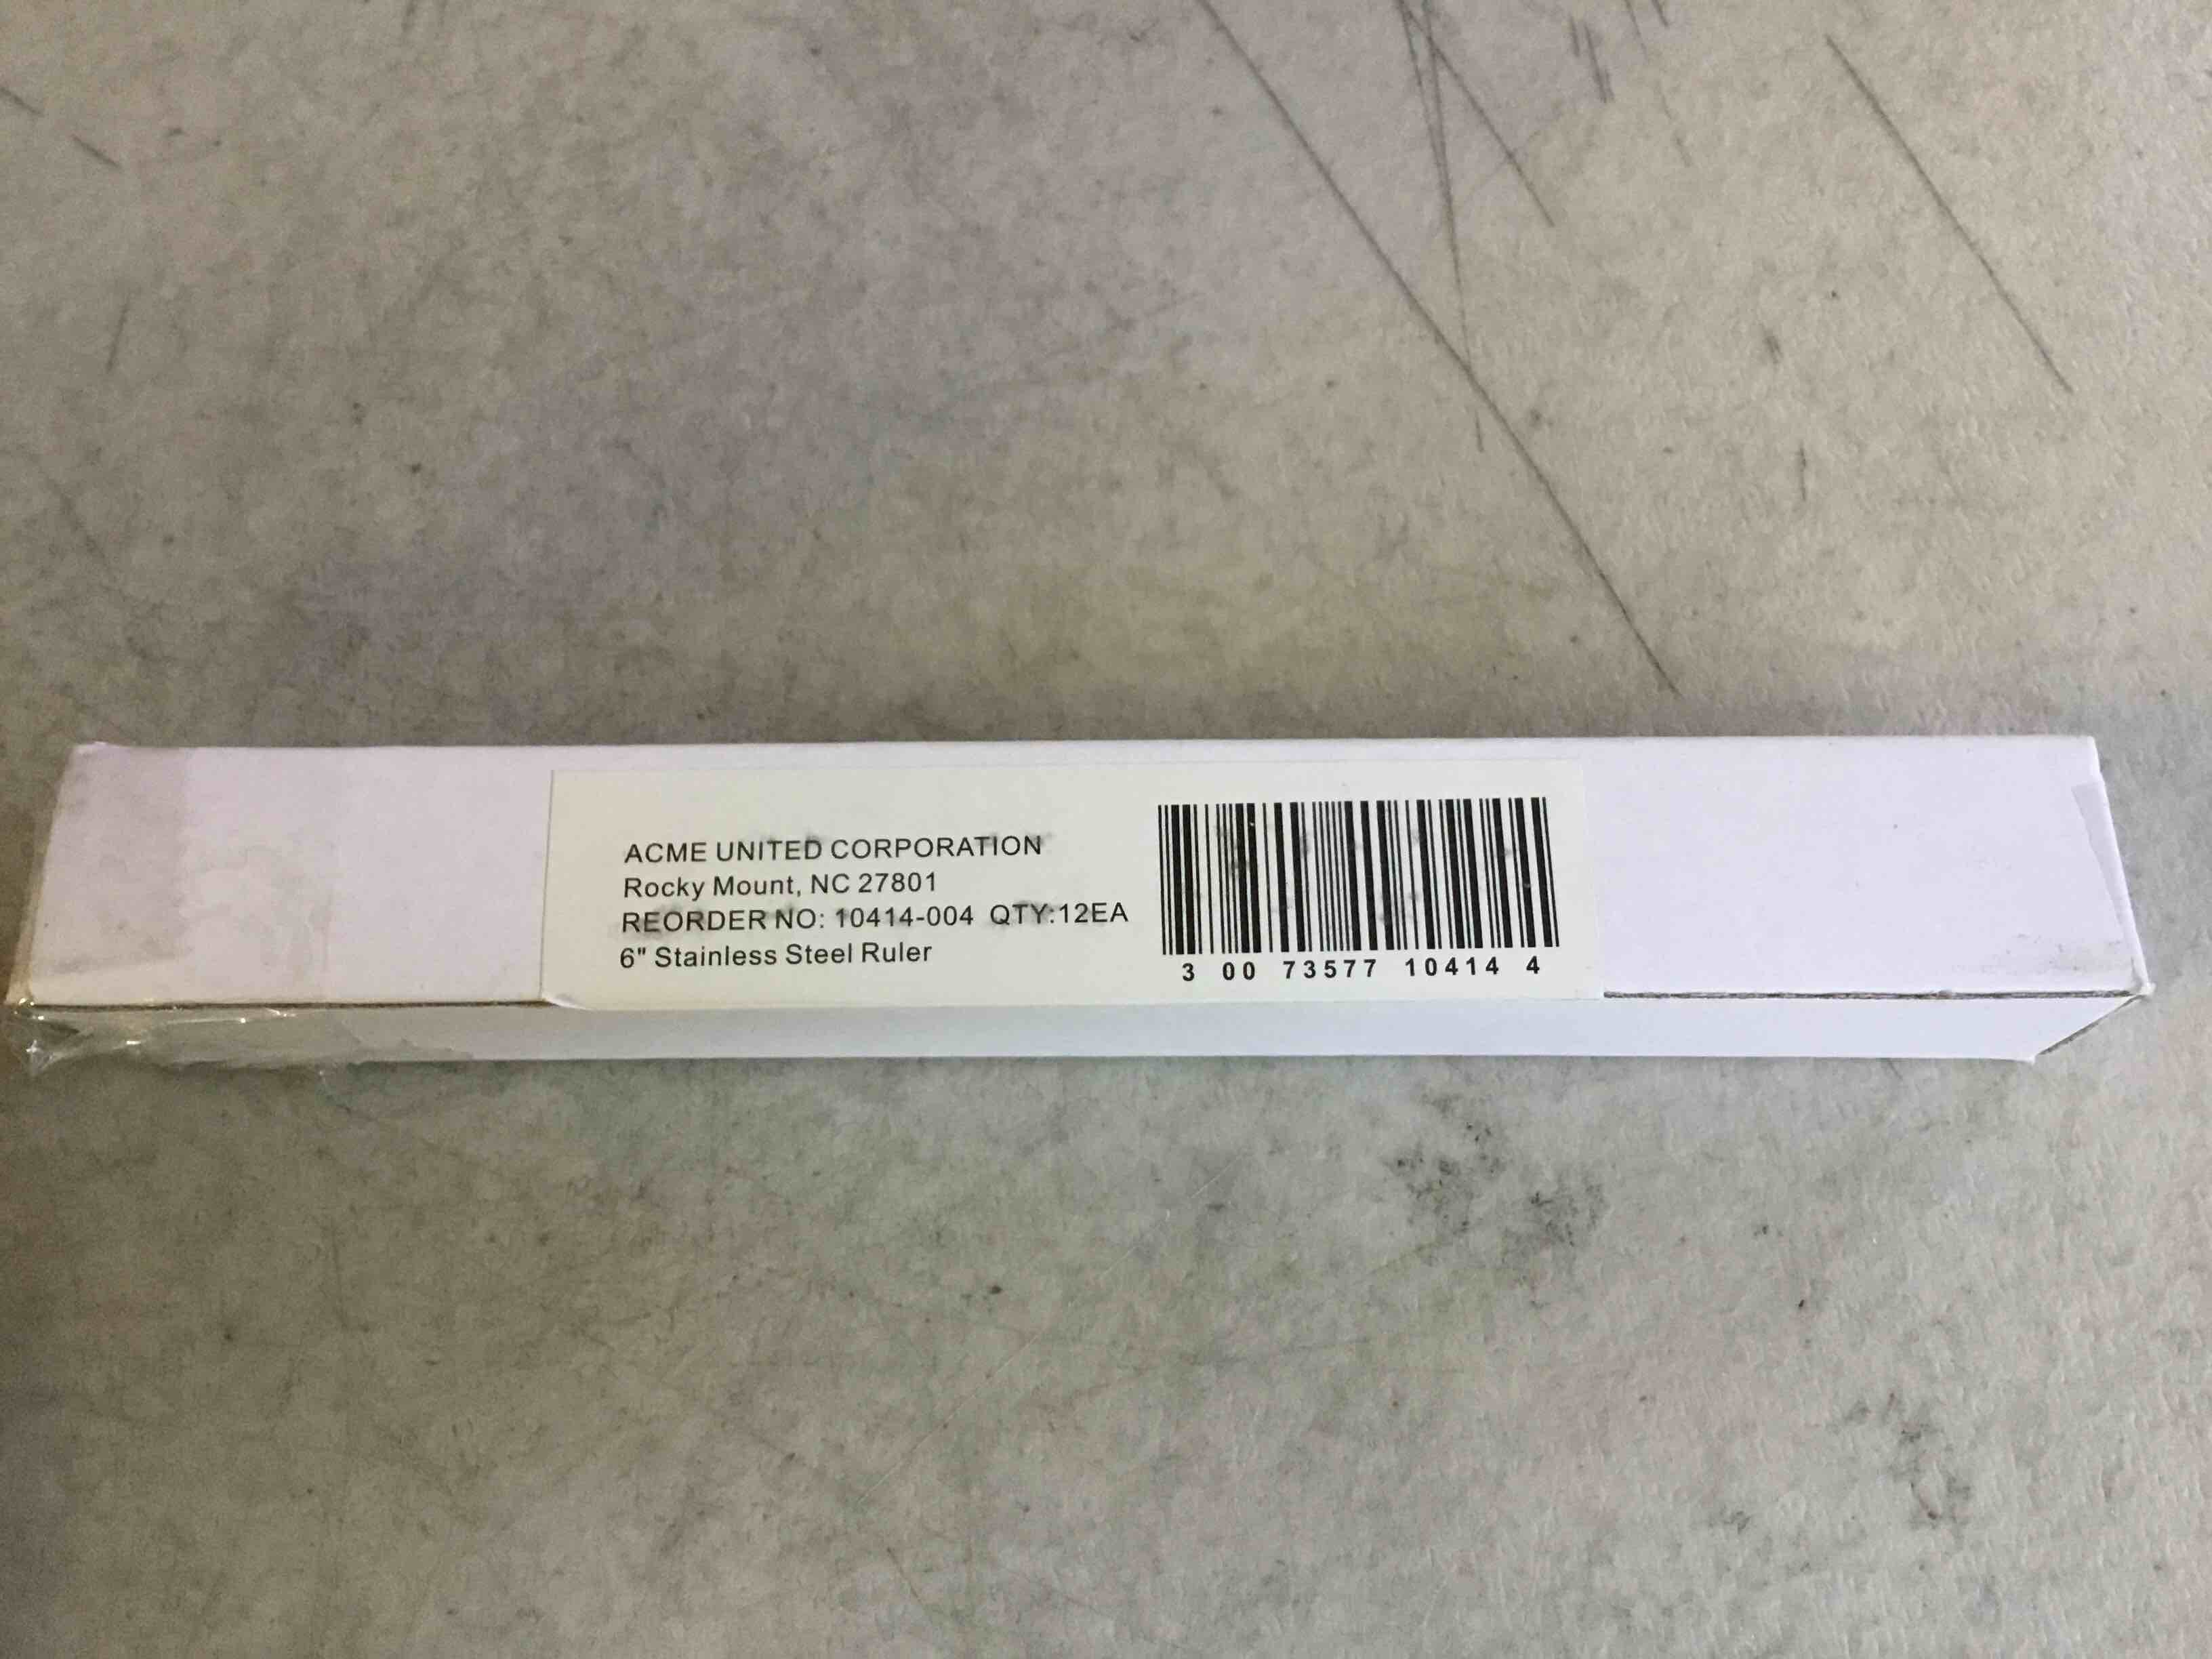 ACME UNITED CORPORATION
Rocky Mount, NC 27801
REORDER NO: 10414-004 QTY:12EA
6" Stainless Steel Ruler
3 00 73577 10414 4